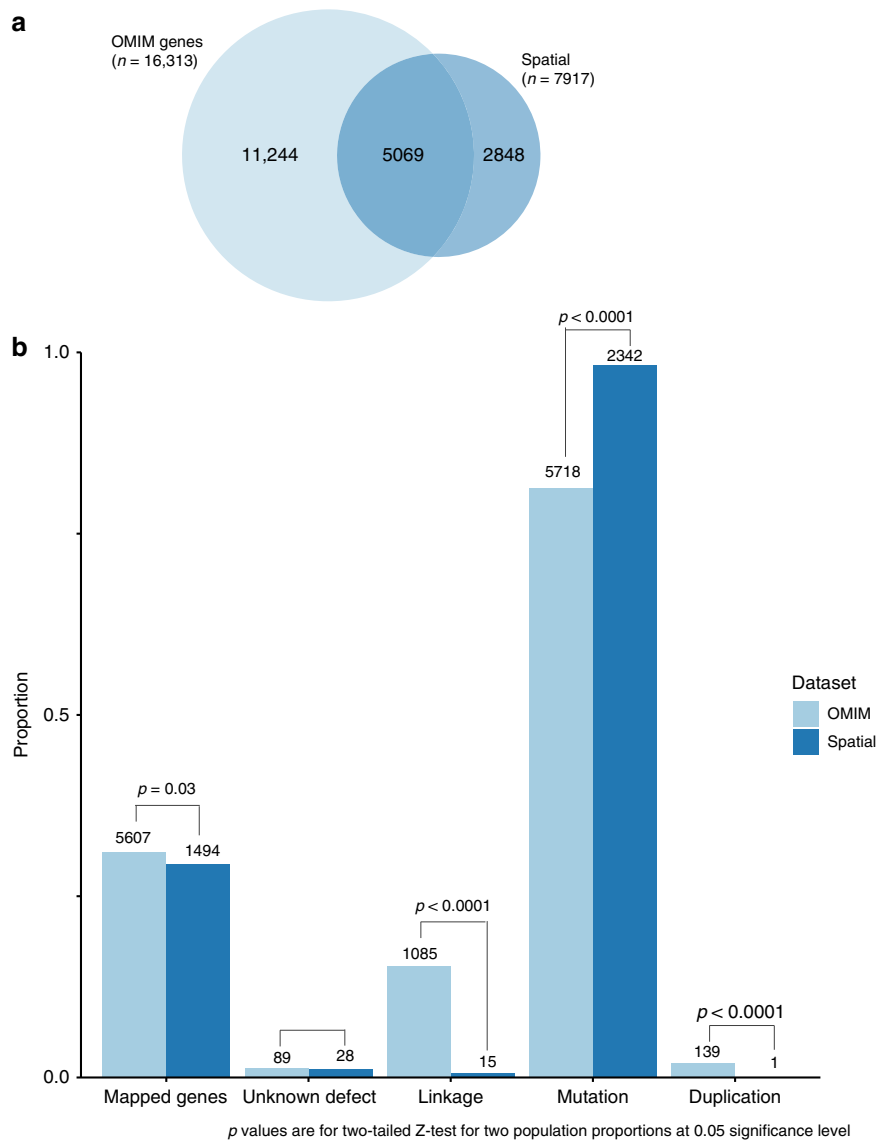 a
OMIM genes
(n = 16,313)
Spatial
(n = 7917)
11,244
5069
2848
b
p < 0.0001
1.0
2342
5718
Proportion
Dataset
OMIM
Spatial
0.5
p = 0.03
5607
1494
p < 0.0001
1085
15
p < 0.0001
139
1
89
28
0.0
Mapped genes
Unknown defect
Linkage
Mutation
Duplication
p values are for two-tailed Z-test for two population proportions at 0.05 significance level